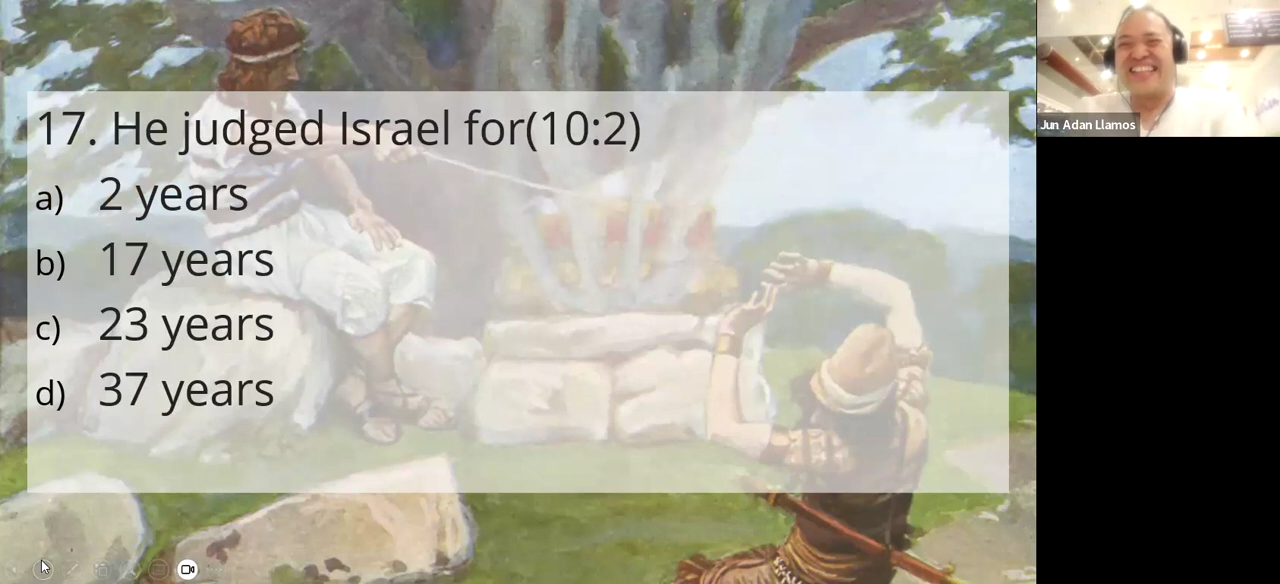 17. He judged Israel for(10:2)
a) 2 years
b) 17 years
c) 23 years
d) 37 years
Jun Adan Llamos